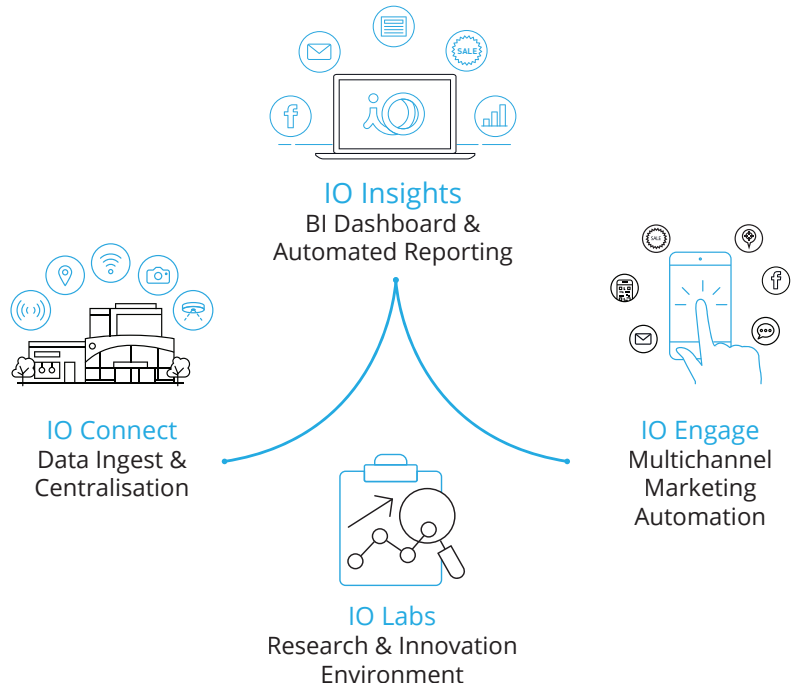 SALE
iO
IO Insights
BI Dashboard &
Automated Reporting
SALE
IO Connect
Data Ingest &
Centralisation
IO Engage
Multichannel
Marketing
Automation
IO Labs
Research & Innovation
Environment